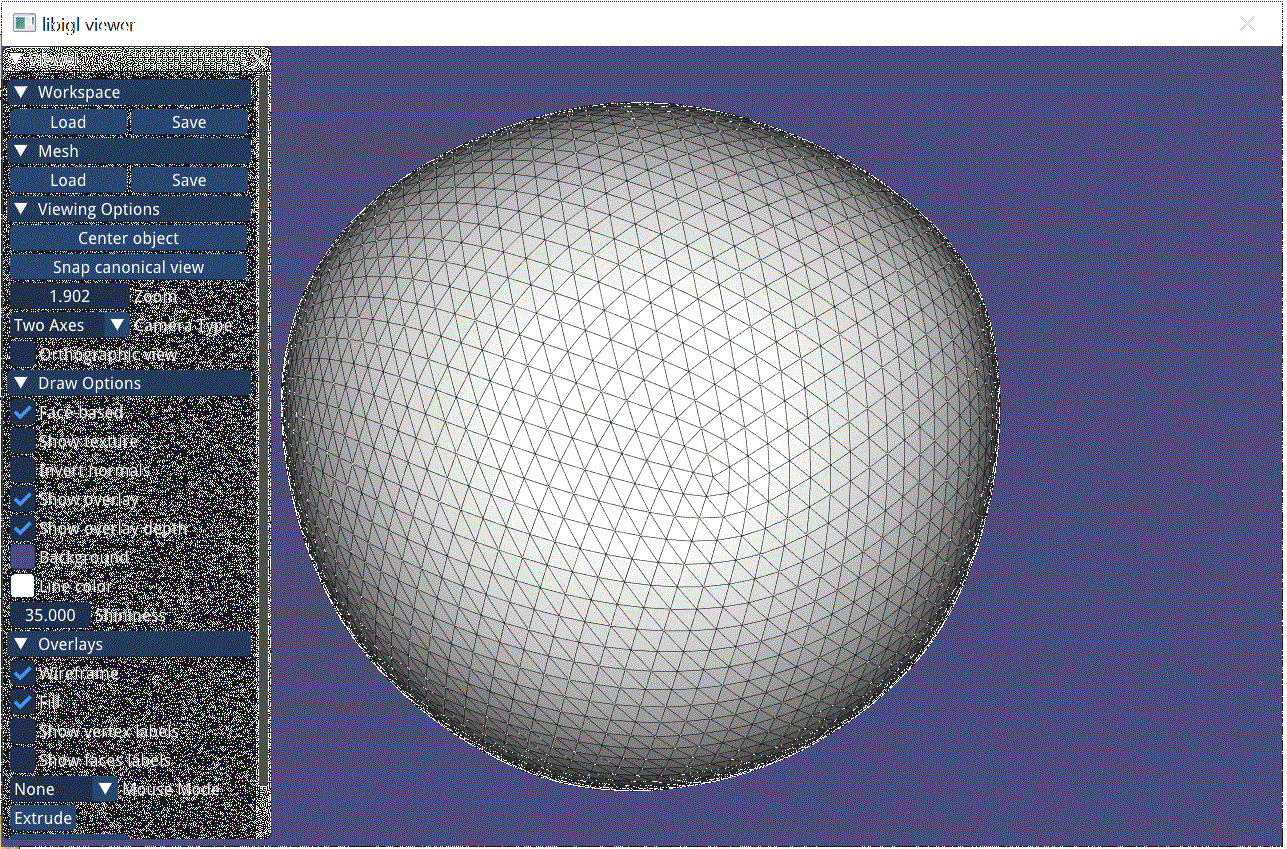 libigl viewer
Viewer
Workspace
Load Save
Mesh
Load Save
Viewing Options
Center object
Snap canonical view
1.902 Zoom
Two Axes Camera Type
Orthographic view
Draw Options
Face-based
Show texture
Invert normals
Show overlay
Show overlay depth
Background
Line color
35.000 Shininess
Overlays
Wireframe
Fill
Show vertex labels
Show faces labels
None Mouse Mode
Extrude